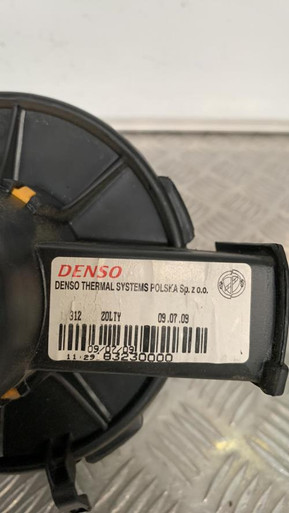 DENSO
DENSO THERMAL SYSTEMS POLSKA Sp. z o.o.
312 ZOLTY 09.07.09
09/07/09
11:29 83230000